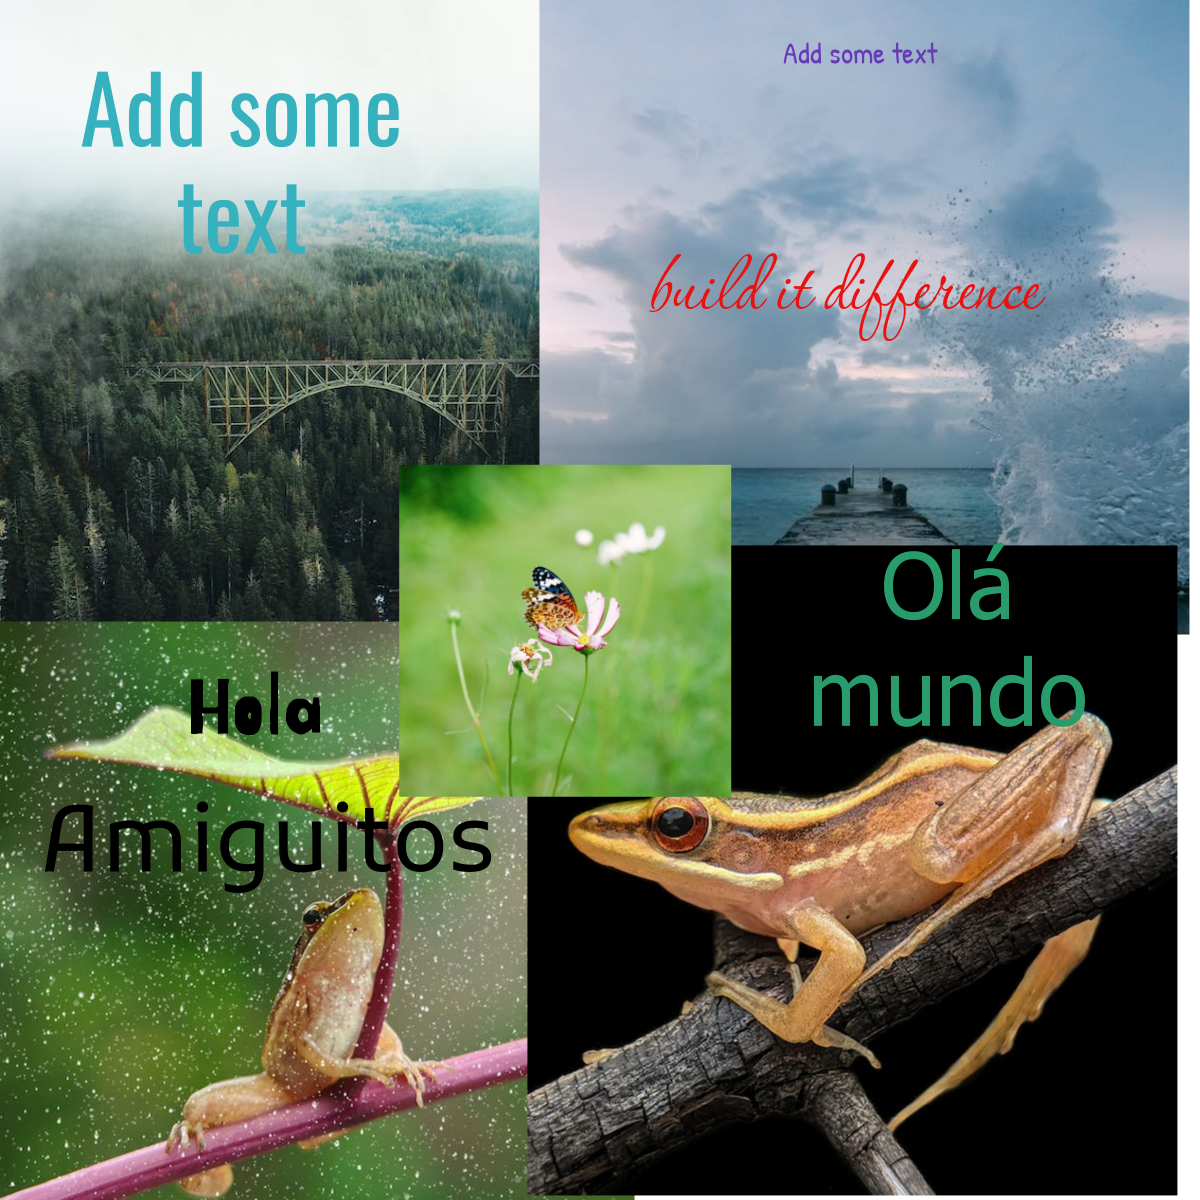 Add some
text
Add some text
build it difference
Olá
mundo
Hola
Amiguitos